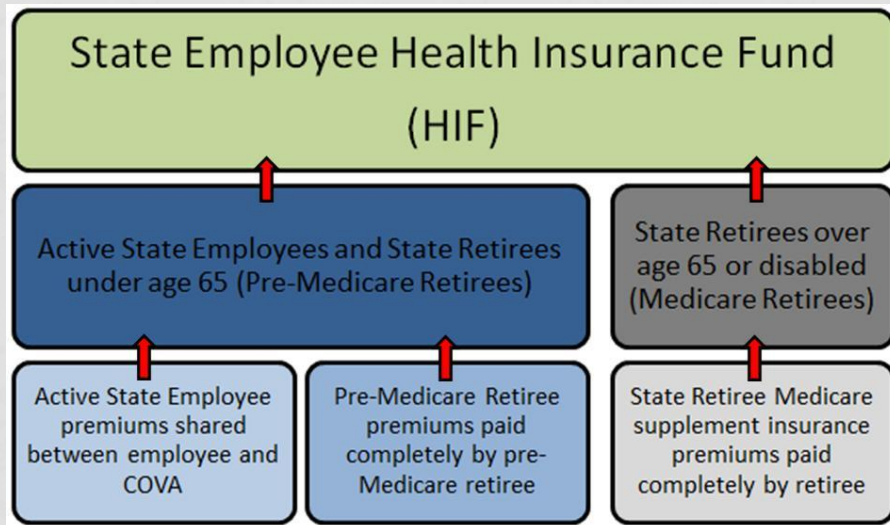 State Employee Health Insurance Fund
(HIF)
Active State Employees and State Retirees
under age 65 (Pre-Medicare Retirees)
State Retirees over
age 65 or disabled
(Medicare Retirees)
Active State Employee
premiums shared
between employee and
COVA
Pre-Medicare Retiree
premiums paid
completely by pre-
Medicare retiree
State Retiree Medicare
supplement insurance
premiums paid
completely by retiree